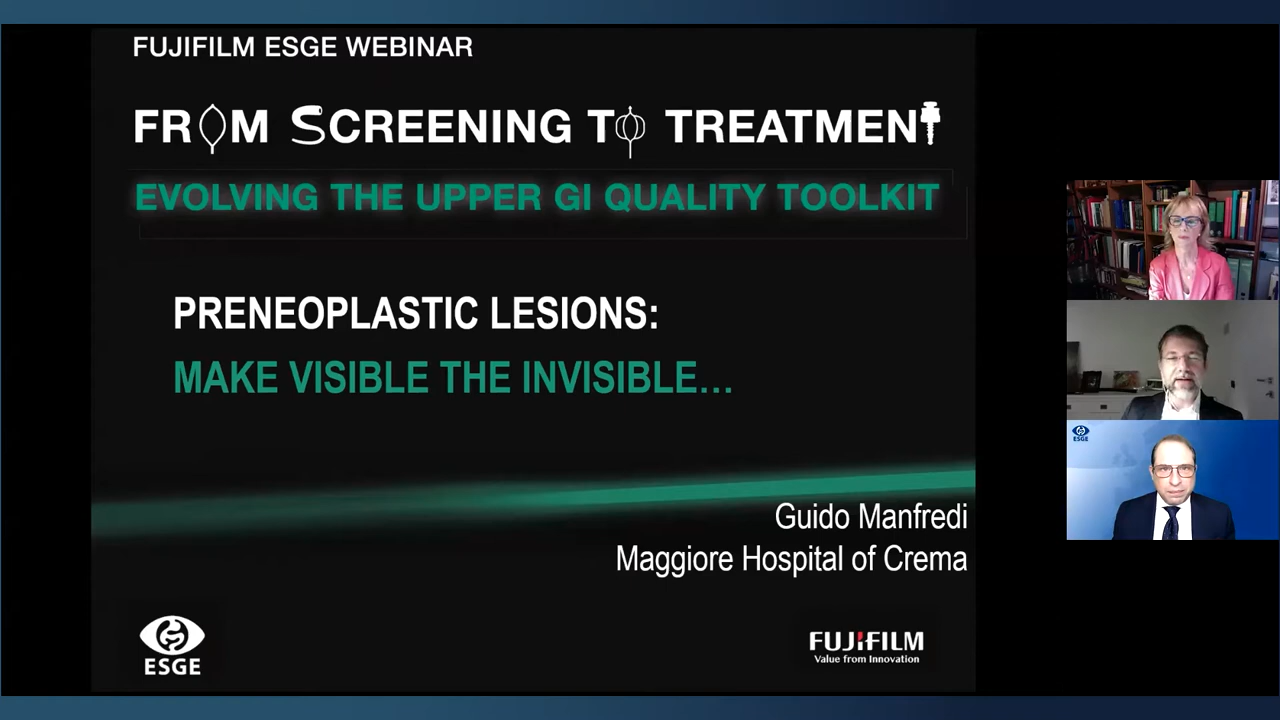 FUJIFILM ESGE WEBINAR
FROM SCREENING TO TREATMENT
EVOLVING THE UPPER GI QUALITY TOOLKIT
PRENEOPLASTIC LESIONS:
MAKE VISIBLE THE INVISIBLE...
Guido Manfredi
Maggiore Hospital of Crema
ESGE
FUJIFILM
Value from Innovation
ESGE